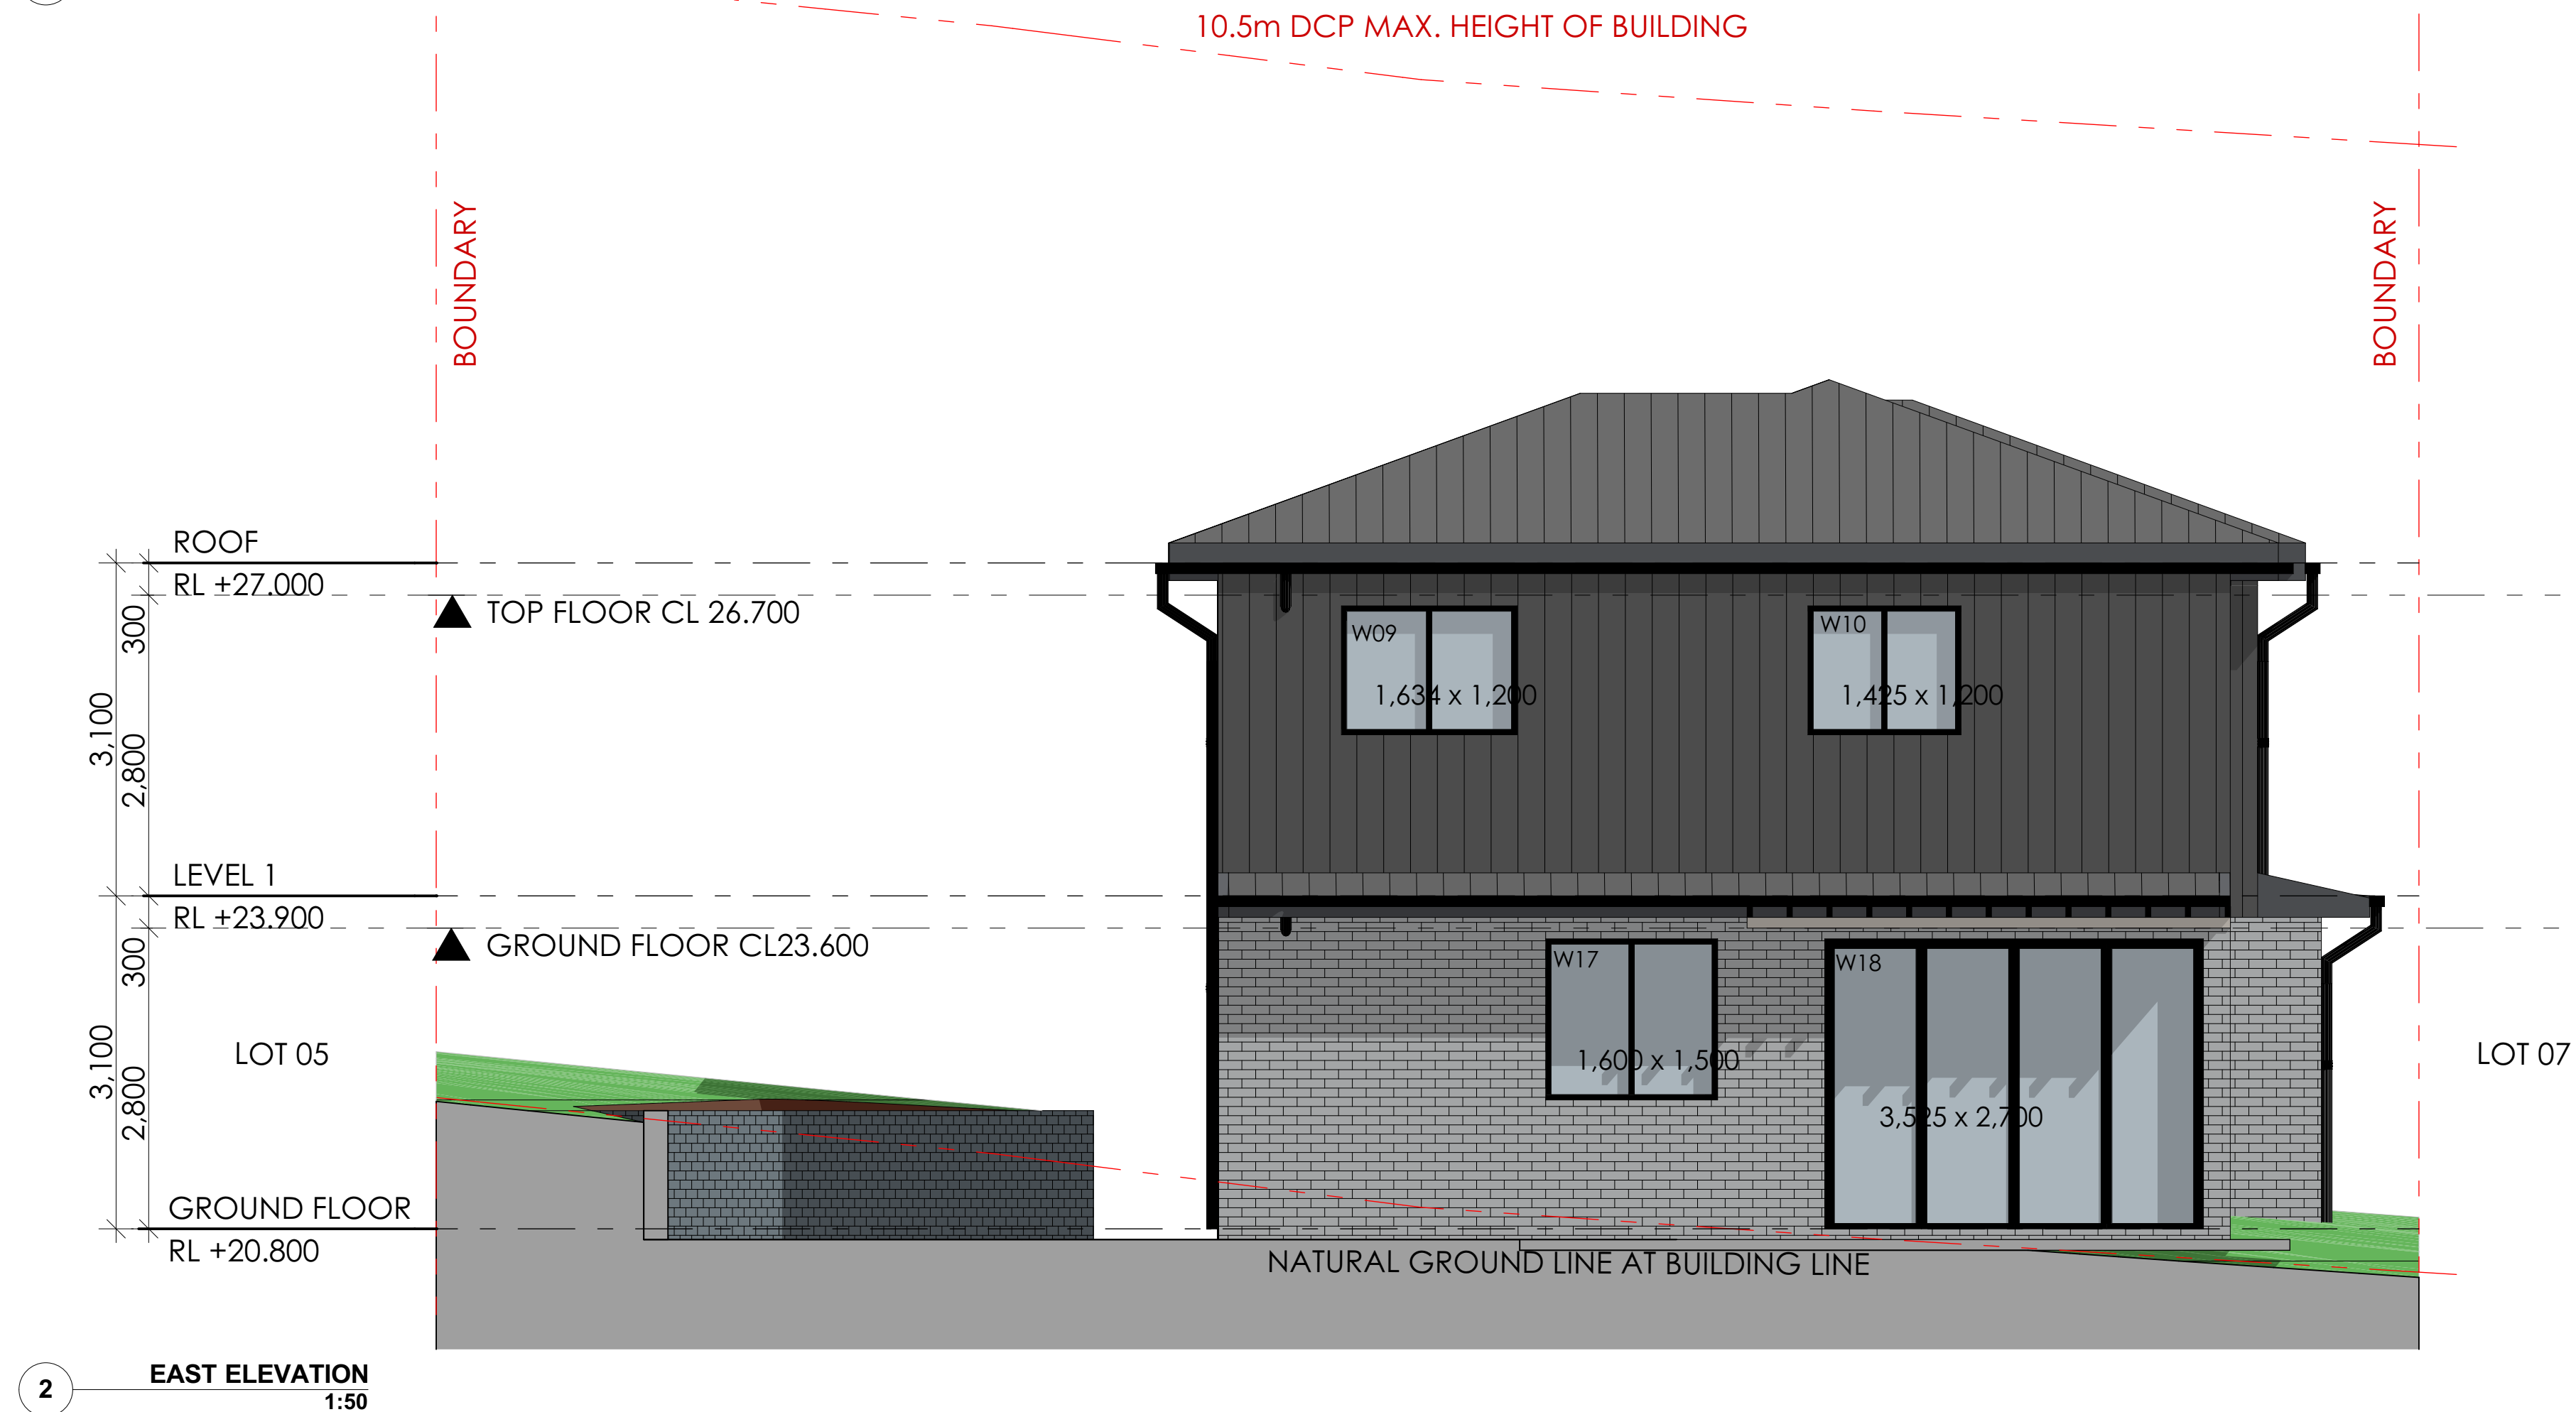 10.5m DCP MAX. HEIGHT OF BUILDING
BOUNDARY
BOUNDARY
ROOF
RL +27.000
TOP FLOOR CL 26.700
300
3,100
2,800
W09
1,634 x 1,200
W10
1,425 x 1,200
LEVEL 1
RL +23.900
GROUND FLOOR CL23.600
300
3,100
2,800
LOT 05
LOT 07
W17
1,600 x 1,500
W18
3,525 x 2,700
GROUND FLOOR
RL +20.800
NATURAL GROUND LINE AT BUILDING LINE
2
EAST ELEVATION
1:50